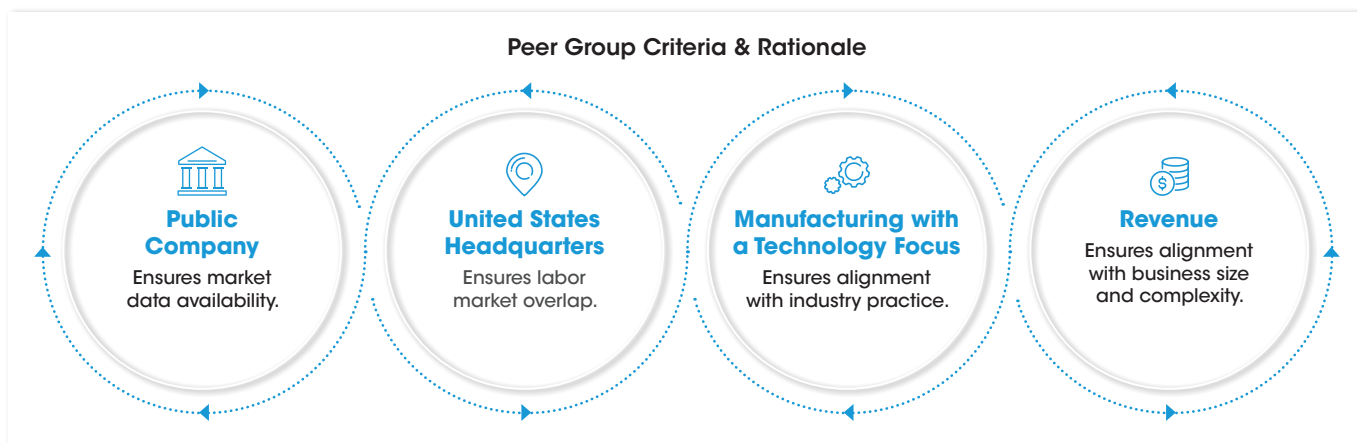 Peer Group Criteria & Rationale
Public
Company
Ensures market
data availability.
United States
Headquarters
Ensures labor
market overlap.
Manufacturing with
a Technology Focus
Ensures alignment
with industry practice.
$
Revenue
Ensures alignment
with business size
and complexity.